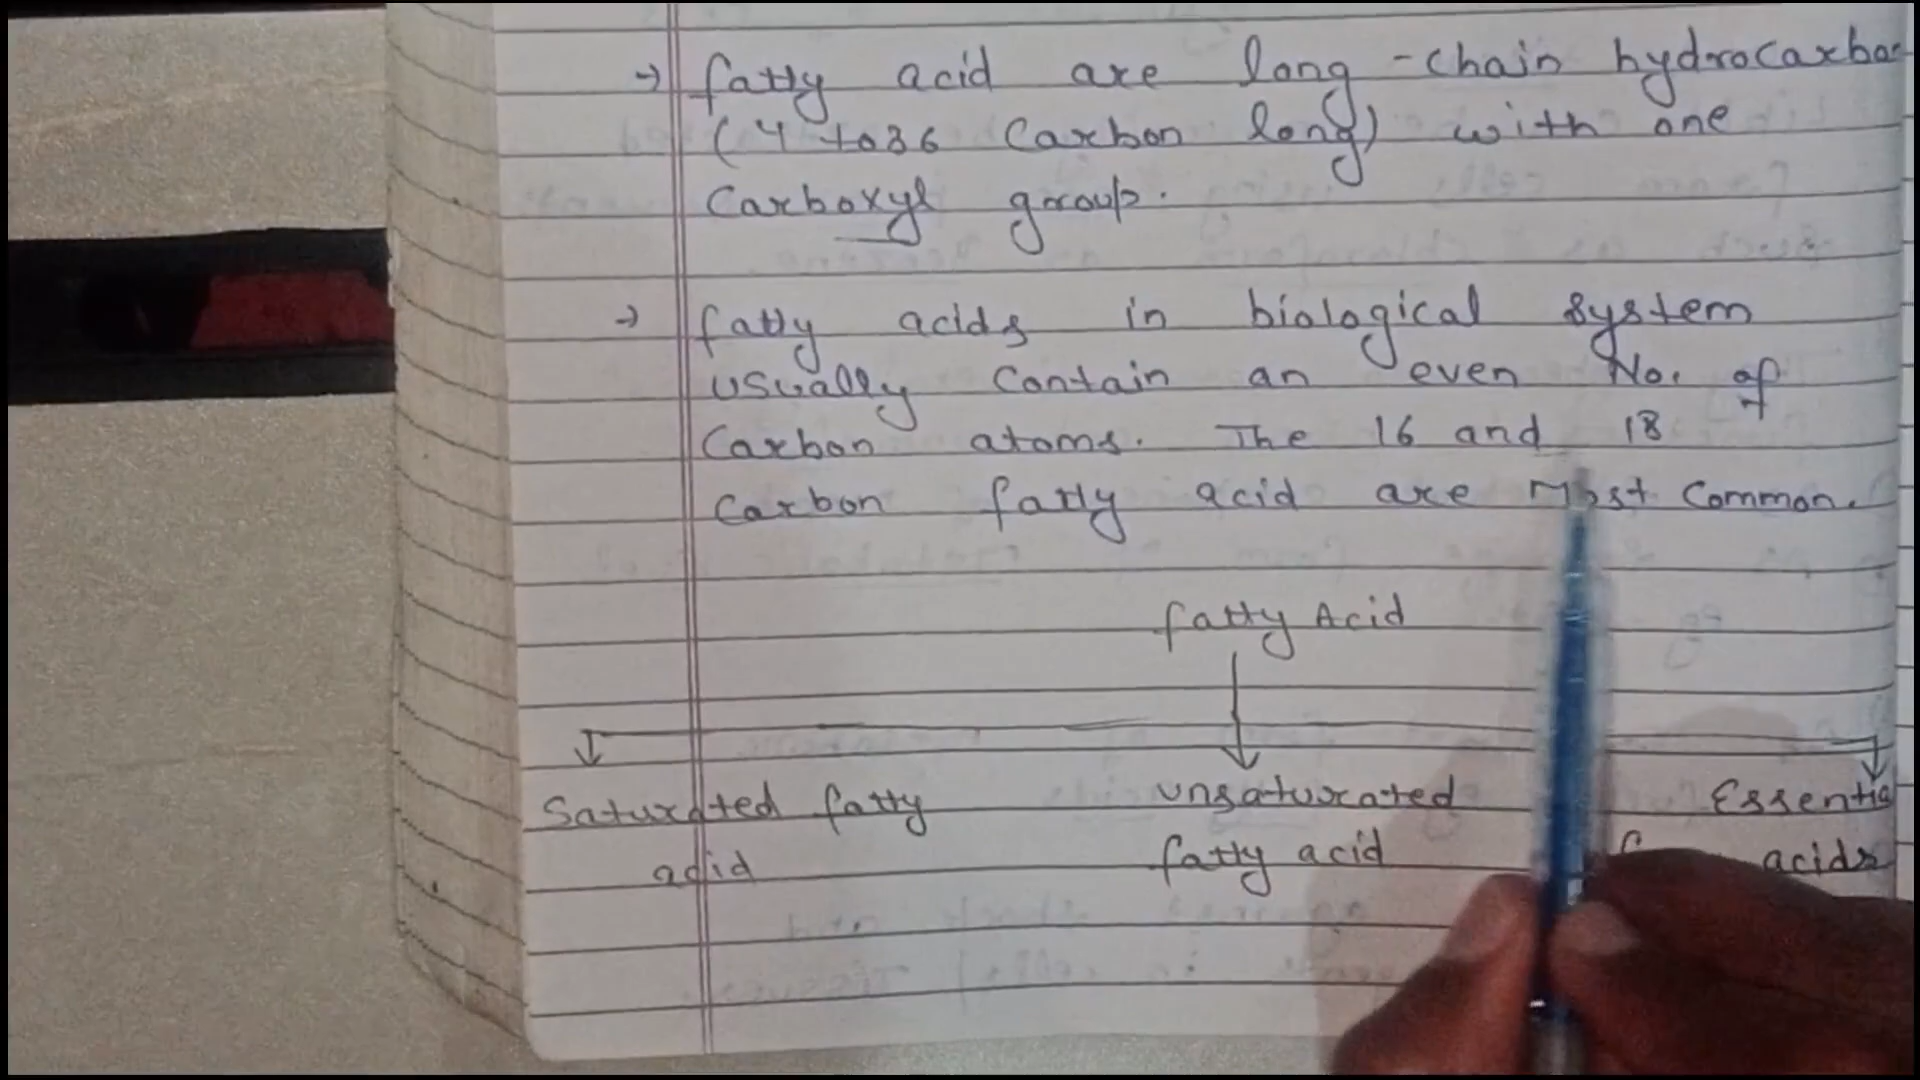 → fatty acid are long-chain hydrocarbo
(4 to 36 Carbon long) with one
Carboxyl group.
→ fatty acids in biological system
usually contain an even No. of
Carbon atoms. The 16 and 18
carbon fatty acid are Most Common.
fatty Acid
Saturated fatty
acid
unsaturated
fatty acid
Essentia
acids